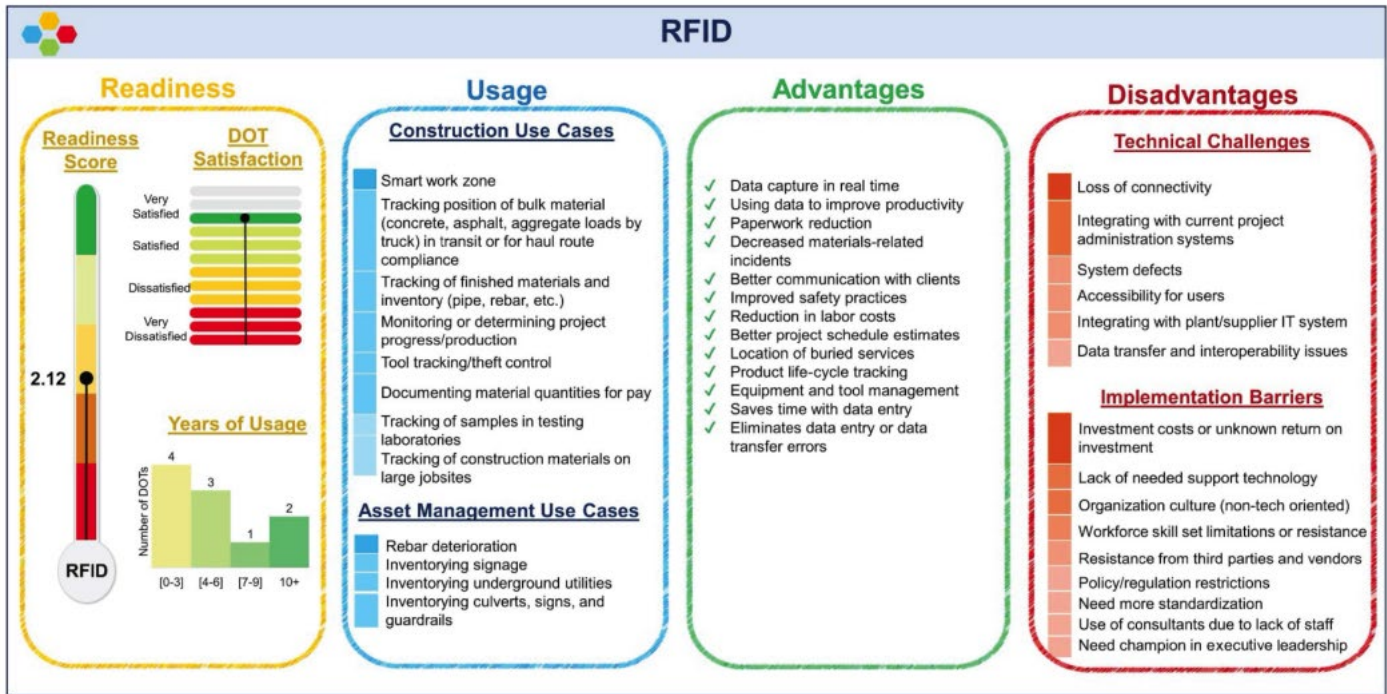 RFID
Readiness
Readiness
Score
2.12
RFID
DOT
Satisfaction
Very
Satisfied
Satisfied
Dissatisfied
Very
Dissatisfied
Years of Usage
Number of DOTs
4
3
1
2
[0-3]
[4-6]
[7-9]
10+
Usage
Construction Use Cases
Smart work zone
Tracking position of bulk material
(concrete, asphalt, aggregate loads by
truck) in transit or for haul route
compliance
Tracking of finished materials and
inventory (pipe, rebar, etc.)
Monitoring or determining project
progress/production
Tool tracking/theft control
Documenting material quantities for pay
Tracking of samples in testing
laboratories
Tracking of construction materials on
large jobsites
Asset Management Use Cases
Rebar deterioration
Inventorying signage
Inventorying underground utilities
Inventorying culverts, signs, and
guardrails
Advantages
✓ Data capture in real time
✓ Using data to improve productivity
✓ Paperwork reduction
✓ Decreased materials-related
incidents
✓ Better communication with clients
✓ Improved safety practices
✓ Reduction in labor costs
✓ Better project schedule estimates
✓ Location of buried services
✓ Product life-cycle tracking
✓ Equipment and tool management
✓ Saves time with data entry
✓ Eliminates data entry or data
transfer errors
Disadvantages
Technical Challenges
Loss of connectivity
Integrating with current project
administration systems
System defects
Accessibility for users
Integrating with plant/supplier IT system
Data transfer and interoperability issues
Implementation Barriers
Investment costs or unknown return on
investment
Lack of needed support technology
Organization culture (non-tech oriented)
Workforce skill set limitations or resistance
Resistance from third parties and vendors
Policy/regulation restrictions
Need more standardization
Use of consultants due to lack of staff
Need champion in executive leadership